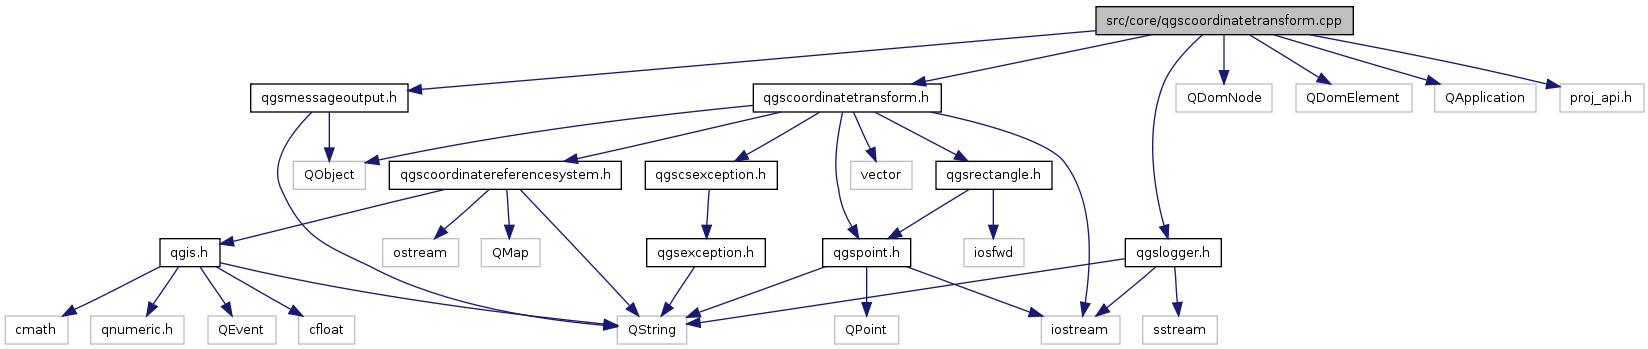 src/core/qgscoordinatetransform.cpp
qgsmessageoutput.h
qgscoordinatetransform.h
QDomNode
QDomElement
QApplication
proj_api.h
QObject
qgscoordinatereferencesystem.h
qgscsexception.h
vector
qgsrectangle.h
qgis.h
ostream
QMap
qgsexception.h
qgspoint.h
iosfwd
qgslogger.h
cmath
qnumeric.h
QEvent
cfloat
QString
QPoint
iostream
sstream